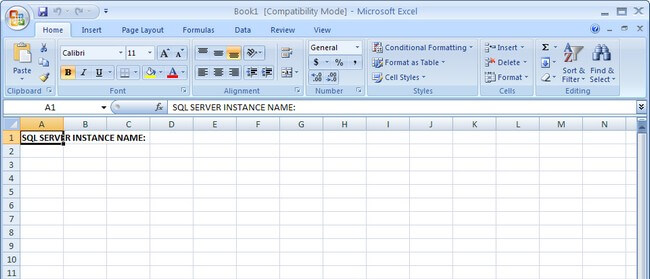 Book1 [Compatibility Mode] - Microsoft Excel
Home Insert Page Layout Formulas Data Review View
Paste
Calibri 11
B I U
General
$ % ,
Conditional Formatting
Format as Table
Cell Styles
Insert
Delete
Format
Σ
Sort & Filter
Find & Select
Clipboard Font Alignment Number Styles Cells Editing
A1 fx SQL SERVER INSTANCE NAME:
A B C D E F G H I J K L M N
1 SQL SERVER INSTANCE NAME:
2
3
4
5
6
7
8
9
10
11